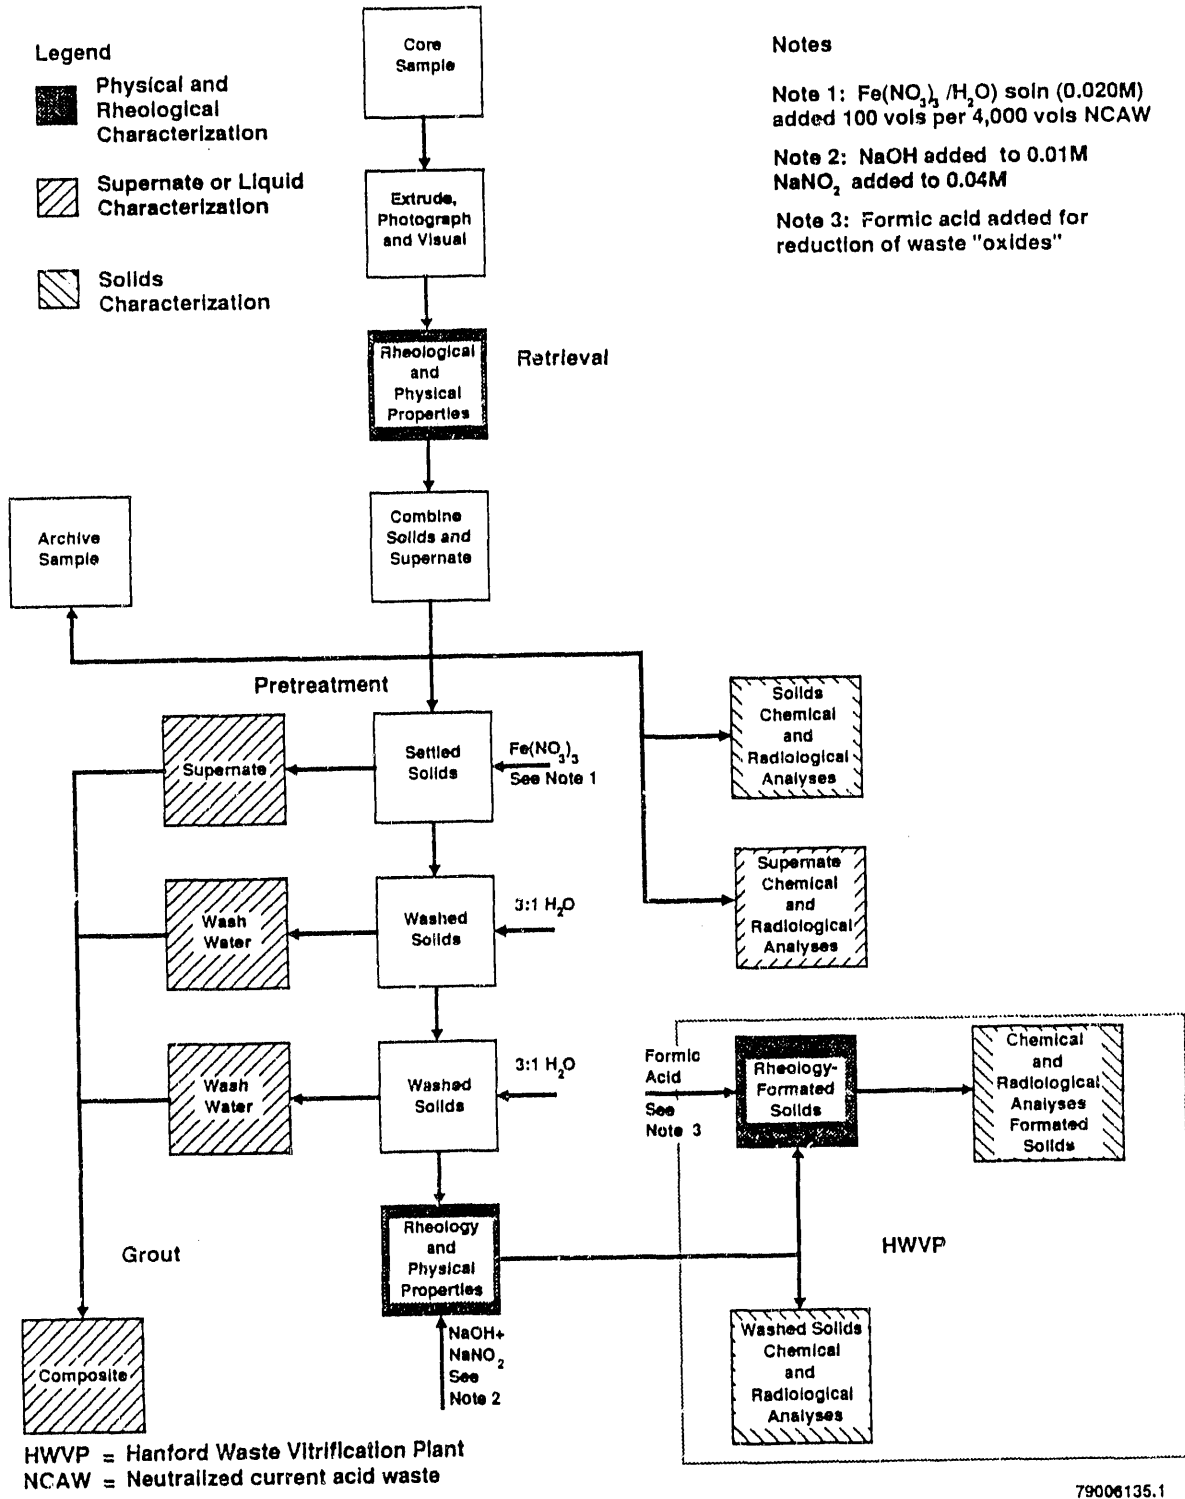 Legend
Physical and
Rheological
Characterization
Supernate or Liquid
Characterization
Solids
Characterization
Core
Sample
Notes
Note 1: Fe(NO3)3 /H2O) soln (0.020M)
added 100 vols per 4,000 vols NCAW
Note 2: NaOH added to 0.01M
NaNO2 added to 0.04M
Note 3: Formic acid added for
reduction of waste "oxides"
Extrude,
Photograph
and Visual
Rheological
and
Physical
Properties
Retrieval
Combine
Solids and
Supernate
Archive
Sample
Pretreatment
Supernate
Settled
Solids
Fe(NO3)3
See Note 1
Solids
Chemical
and
Radiological
Analyses
Wash
Water
Washed
Solids
3:1 H2O
Supernate
Chemical
and
Radiological
Analyses
Wash
Water
Washed
Solids
3:1 H2O
Formic
Acid
See
Note 3
Rheology-
Formated
Solids
Chemical
and
Radiological
Analyses
Formated
Solids
Grout
Rheology
and
Physical
Properties
HWVP
NaOH+
NaNO2
See
Note 2
Washed Solids
Chemical
and
Radiological
Analyses
Composite
HWVP = Hanford Waste Vitrification Plant
NCAW = Neutralized current acid waste
79006135.1